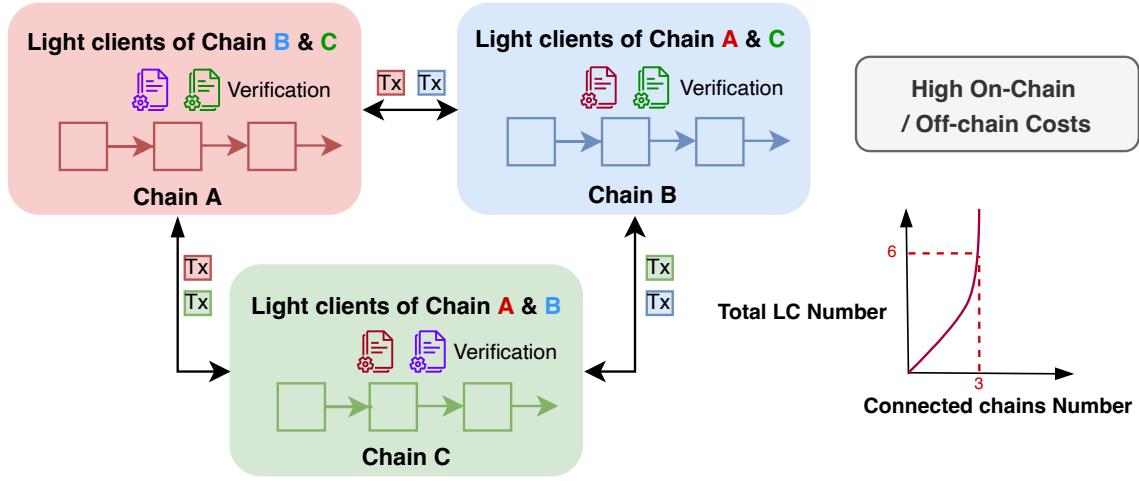 Light clients of Chain B & C
Verification
Chain A
Tx Tx
Light clients of Chain A & C
Verification
Chain B
High On-Chain
/ Off-chain Costs
Tx
Tx
Light clients of Chain A & B
Verification
Chain C
Tx
Tx
6
Total LC Number
3
Connected chains Number